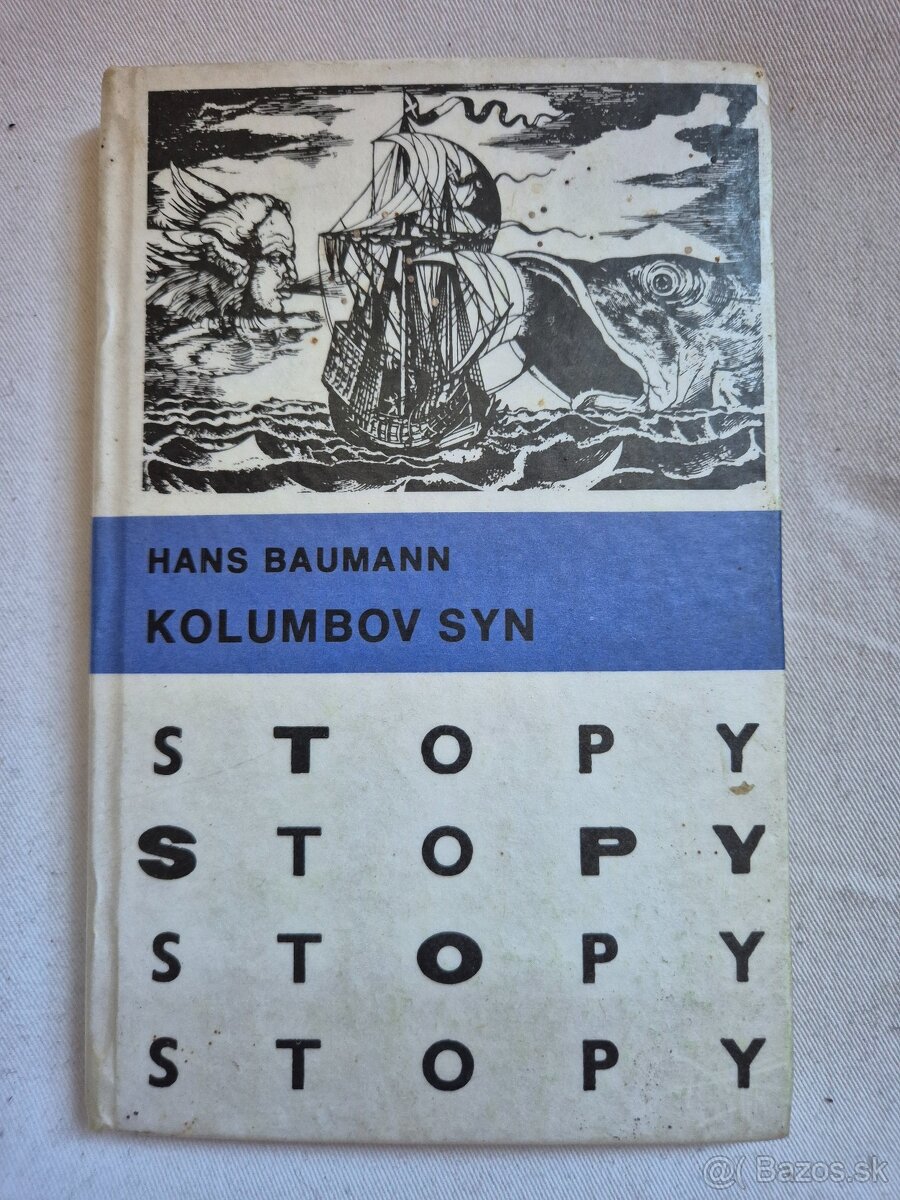 HANS BAUMANN
KOLUMBOV SYN
S T O P Y
S T O P Y
S T O P Y
S T O P Y
@( Bazos.sk